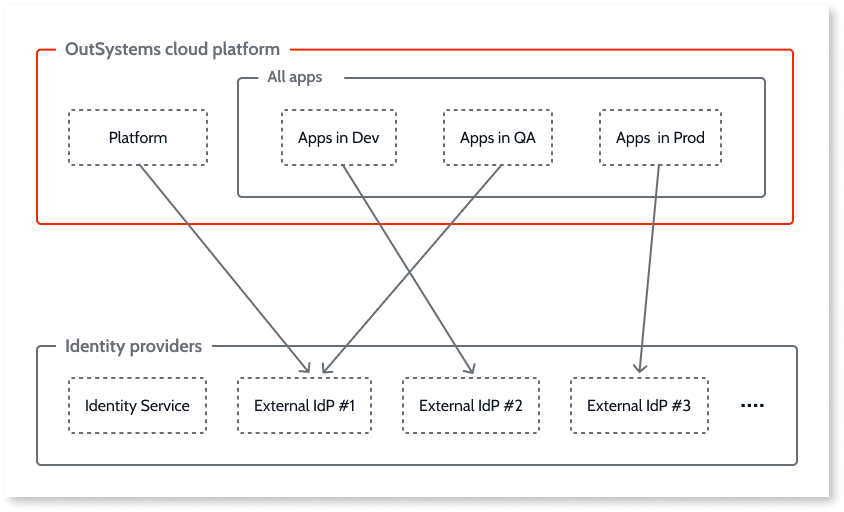 OutSystems cloud platform
All apps
Platform
Apps in Dev
Apps in QA
Apps in Prod
Identity providers
Identity Service
External IdP #1
External IdP #2
External IdP #3
....